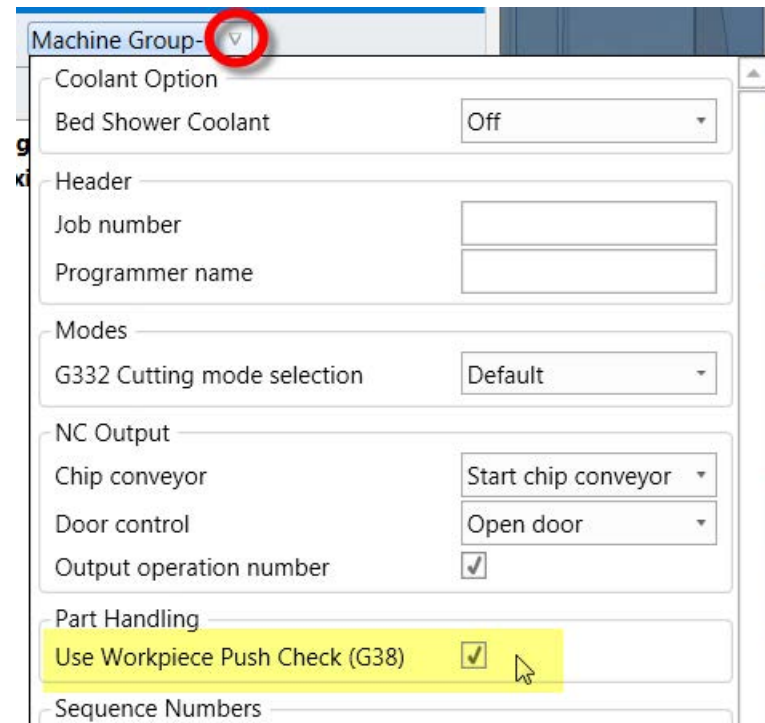 Machine Group-
Coolant Option
Bed Shower Coolant Off
Header
Job number
Programmer name
Modes
G332 Cutting mode selection Default
NC Output
Chip conveyor Start chip conveyor
Door control Open door
Output operation number
Part Handling
Use Workpiece Push Check (G38)
Sequence Numbers